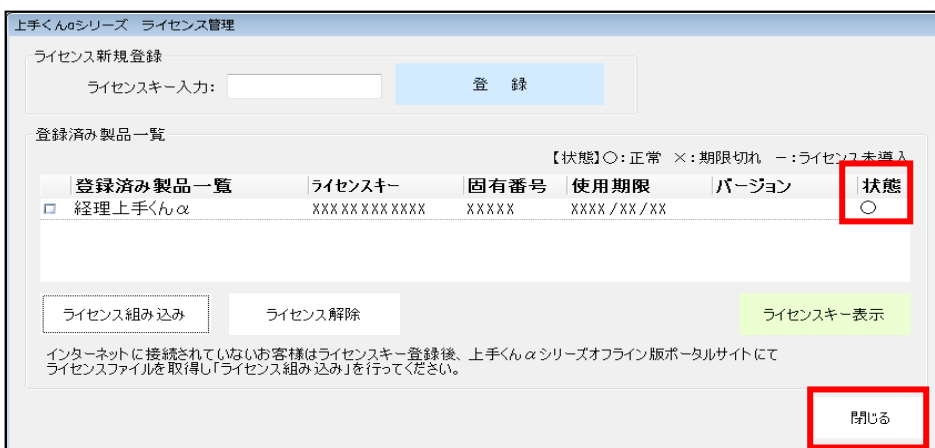 上手くんαシリーズ　ライセンス管理
ライセンス新規登録
ライセンスキー入力：
登　録
登録済み製品一覧
【状態】○：正常　×：期限切れ　－：ライセンス未導入
登録済み製品一覧　ライセンスキー　固有番号　使用期限　バージョン　状態
経理上手くんα　XXXXXXXXXXXX　XXXXX　XXXX/XX/XX　○
ライセンス組み込み　ライセンス解除　ライセンスキー表示
インターネットに接続されていないお客様はライセンスキー登録後、上手くんαシリーズオフライン版ポータルサイトにて
ライセンスファイルを取得し「ライセンス組み込み」を行ってください。
閉じる